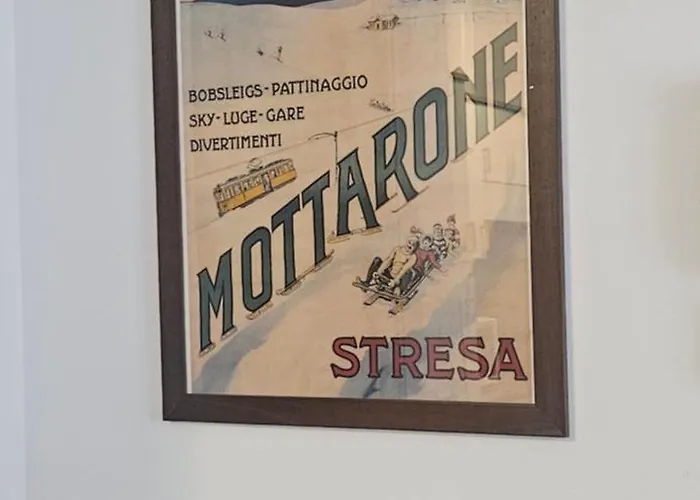 BOBSLEIGS - PATTINAGGIO
SKY - LUGE - GARE
DIVERTIMENTI
MOTTARONE
STRESA